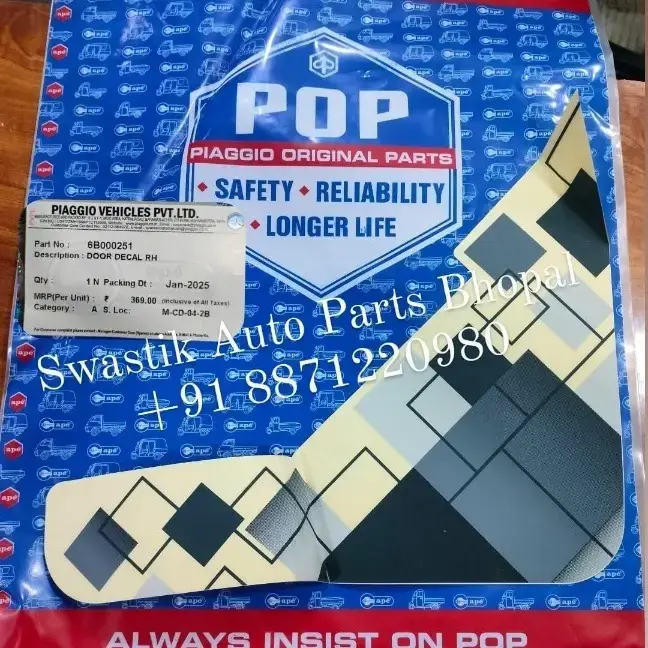 POP
PIAGGIO ORIGINAL PARTS
• SAFETY • RELIABILITY
• LONGER LIFE
PIAGGIO VEHICLES PVT.LTD.
Part No : 6B000251
Description : DOOR DECAL RH
Qty : 1 N Packing Dt : Jan-2025
MRP(Per Unit) : ₹ 369.00 (Inclusive of All Taxes)
Category : A S. Loc: M-CD-04-2B
Swastik Auto Parts Bhopal
+91 8871220980
apé
ALWAYS INSIST ON POP